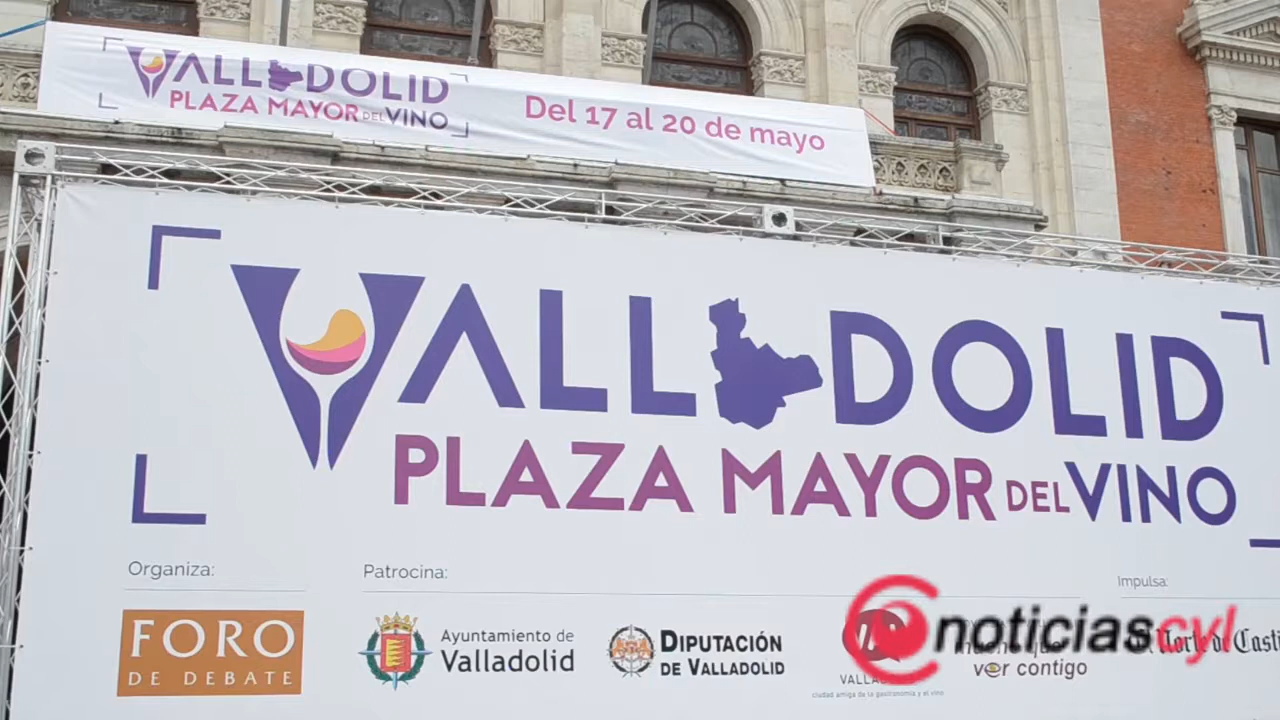 VALLADOLID
PLAZA MAYOR DEL VINO
Del 17 al 20 de mayo
VALLADOLID
PLAZA MAYOR DEL VINO
Organiza:
Patrocina:
Impulsa:
FORO
DE DEBATE
Ayuntamiento de
Valladolid
DIPUTACIÓN
DE VALLADOLID
ver contigo
ciudad amiga de la gastronomía y el vino
noticiascyl
Norte de